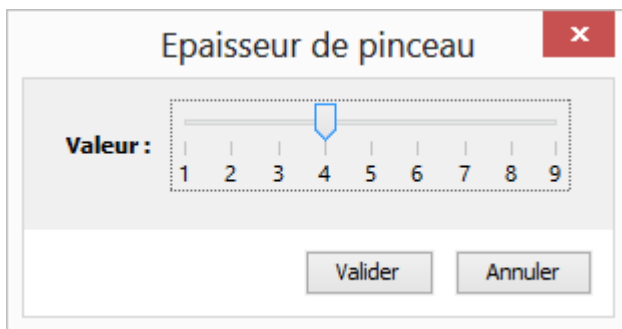 Epaisseur de pinceau
Valeur :
1 2 3 4 5 6 7 8 9
Valider Annuler